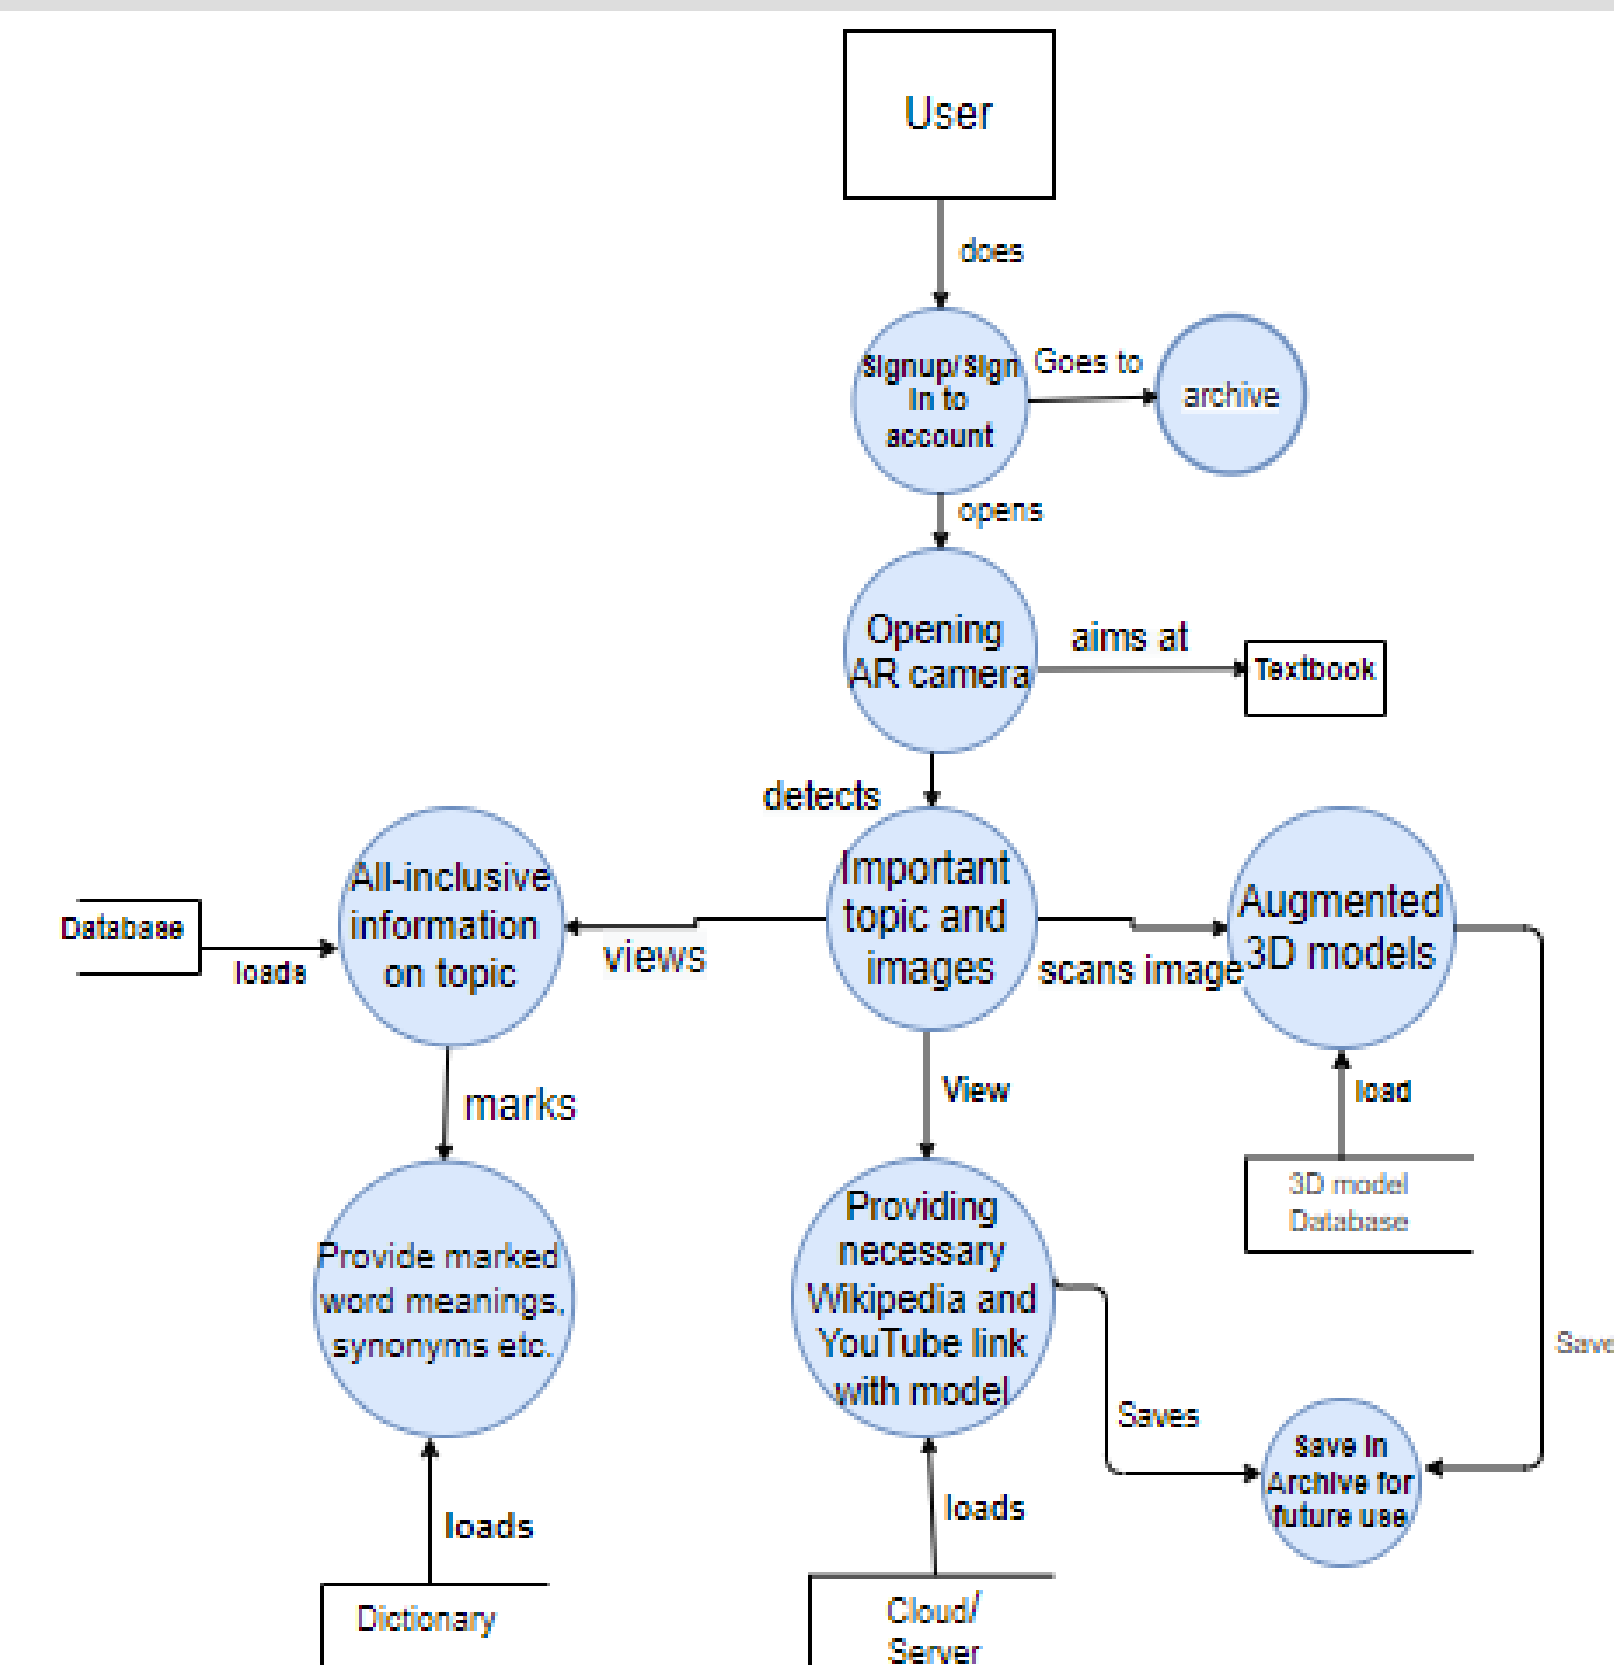 User
does
Signup/Sign
In to
account
Goes to
archive
opens
Opening
AR camera
aims at
Textbook
detects
Important
topic and
images
views
All-inclusive
information
on topic
Database
loads
scans image
Augmented
3D models
marks
View
load
3D model
Database
Provide marked
word meanings,
synonyms etc.
Providing
necessary
Wikipedia and
YouTube link
with model
Saves
Save
Save in
Archive for
future use
loads
Dictionary
loads
Cloud/
Server